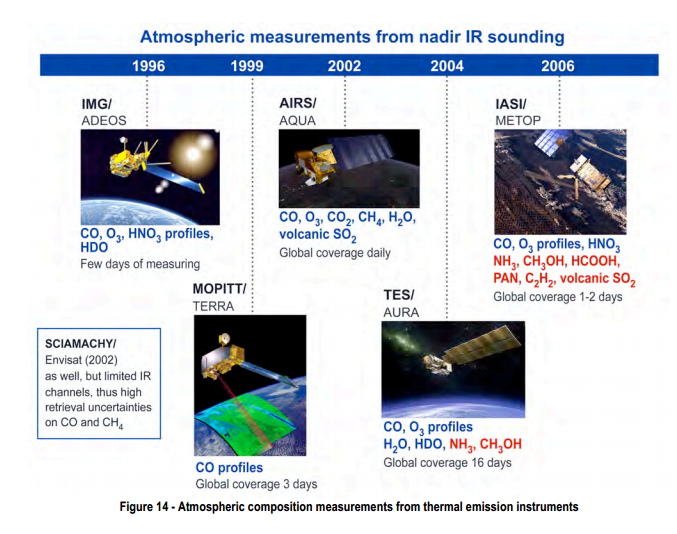 Atmospheric measurements from nadir IR sounding
1996 1999 2002 2004 2006
IMG/
ADEOS
CO, O3, HNO3 profiles,
HDO
Few days of measuring
MOPITT/
TERRA
CO profiles
Global coverage 3 days
AIRS/
AQUA
CO, O3, CO2, CH4, H2O,
volcanic SO2
Global coverage daily
TES/
AURA
CO, O3 profiles
H2O, HDO, NH3, CH3OH
Global coverage 16 days
IASI/
METOP
CO, O3 profiles, HNO3
NH3, CH3OH, HCOOH,
PAN, C2H2, volcanic SO2
Global coverage 1-2 days
SCIAMACHY/
Envisat (2002)
as well, but limited IR
channels, thus high
retrieval uncertainties
on CO and CH4
Figure 14 - Atmospheric composition measurements from thermal emission instruments